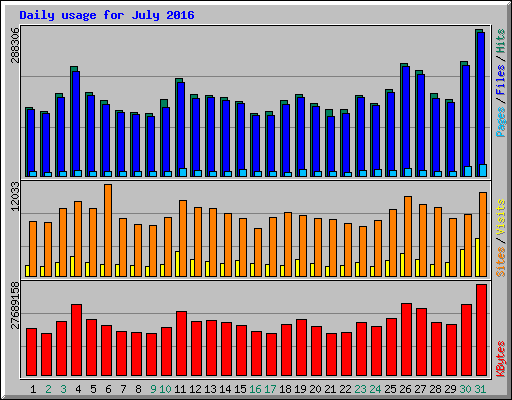 Daily usage for July 2016
288306
Pages / Files / Hits
12033
Sites / Visits
27689158
KBytes
1 2 3 4 5 6 7 8 9 10 11 12 13 14 15 16 17 18 19 20 21 22 23 24 25 26 27 28 29 30 31